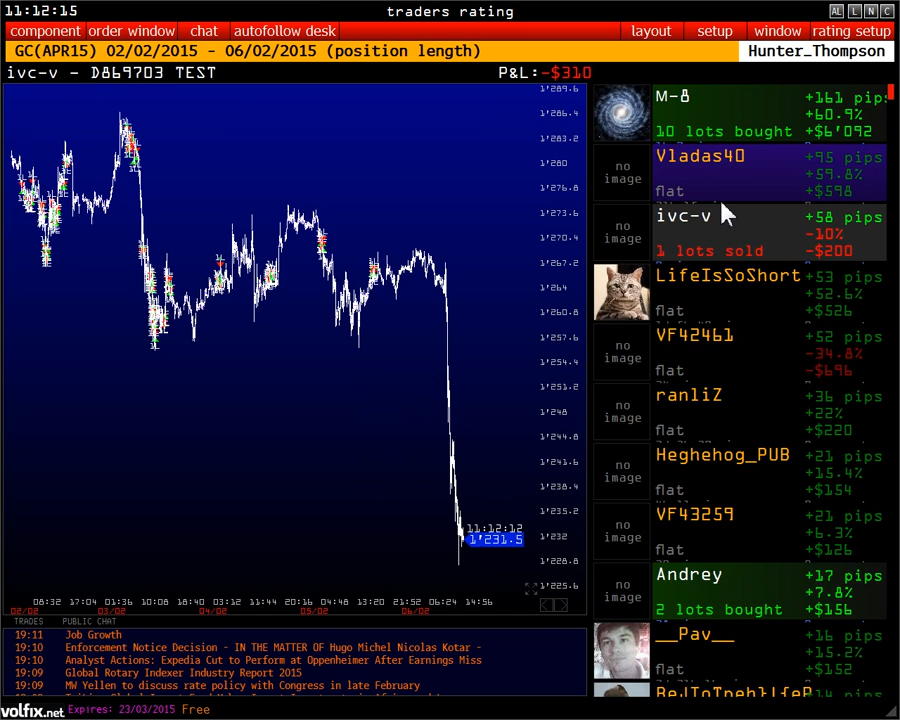 11:12:15
traders rating
AL L N C
component order window chat autofollow desk layout setup window rating setup
GC(APR15) 02/02/2015 - 06/02/2015 (position length)
Hunter_Thompson
ivc-v - D869703 TEST
P&L:-$310
1'289.6
1'286.4
1'283.2
1'280
1'276.8
1'273.6
1'270.4
1'267.2
1'264
1'260.8
1'257.6
1'254.4
1'251.2
1'248
1'244.8
1'241.6
1'238.4
1'235.2
1'232
1'228.8
1'225.6
11:12:12
1'231.5
08:32 17:04 01:36 10:08 18:40 03:12 11:44 20:16 04:48 13:20 21:52 06:24 14:56
02/02 03/02 04/02 05/02 06/02
M-8
+161 pips
+60.9%
10 lots bought
+$6'092
no image
Vladas40
+95 pips
+59.8%
flat
+$598
no image
ivc-v
+58 pips
-10%
1 lots sold
-$200
LifeIsSoShort
+53 pips
+52.6%
flat
+$526
no image
VF42461
+52 pips
-34.8%
flat
-$696
no image
ranliZ
+36 pips
+22%
flat
+$220
no image
Heghehog_PUB
+21 pips
+15.4%
flat
+$154
no image
VF43259
+21 pips
+6.3%
flat
+$126
no image
Andrey
+17 pips
+7.8%
2 lots bought
+$156
__Pav__
+16 pips
+15.2%
flat
+$152
+14 pips
TRADES PUBLIC CHAT
19:11 Job Growth
19:10 Enforcement Notice Decision - IN THE MATTER OF Hugo Michel Nicolas Kotar -
19:10 Analyst Actions: Expedia Cut to Perform at Oppenheimer After Earnings Miss
19:09 Global Rotary Indexer Industry Report 2015
19:09 MW Yellen to discuss rate policy with Congress in late February
volfix.net Expires: 23/03/2015 Free